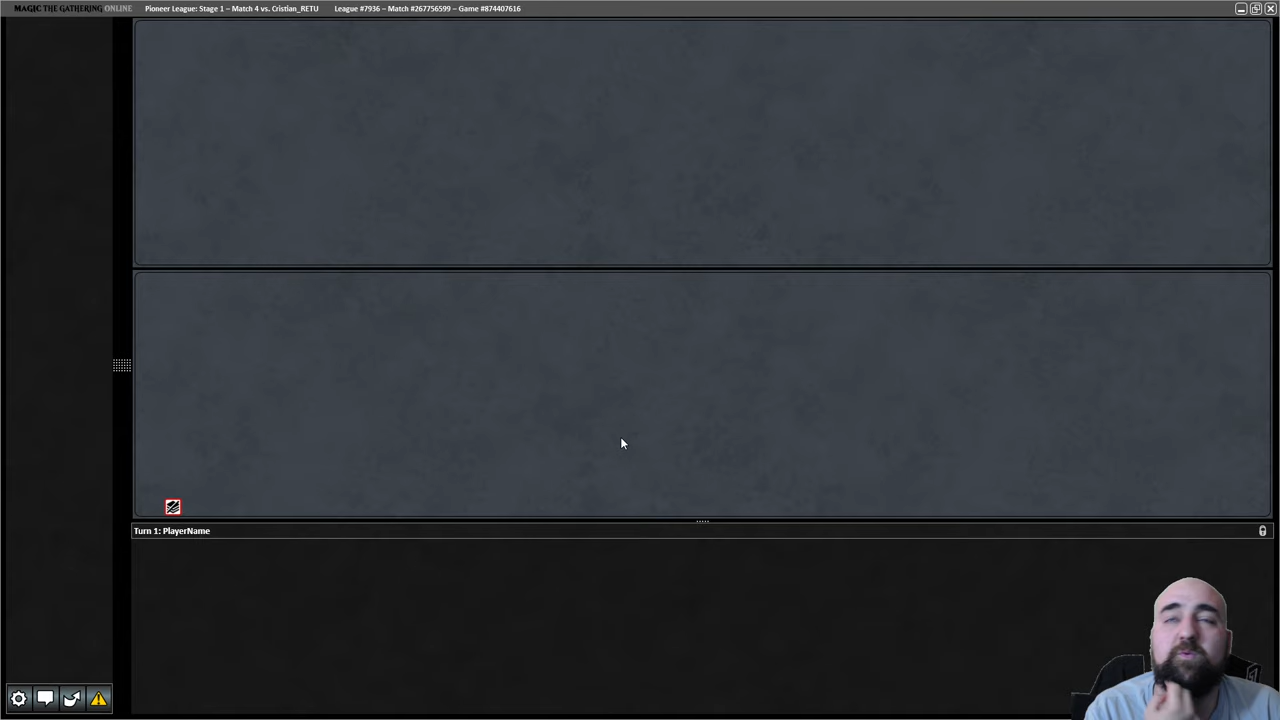 MAGIC THE GATHERING ONLINE Pioneer League: Stage 1 – Match 4 vs. Cristian_RETU League #7936 – Match #267756599 – Game #874407616
Turn 1: PlayerName